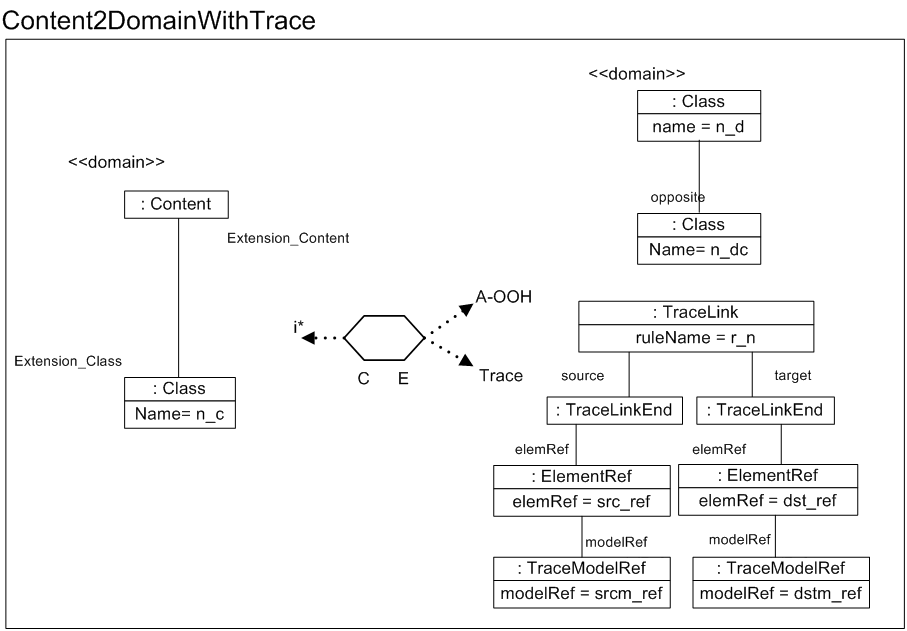 Content2DomainWithTrace
<<domain>>
: Content
Extension_Content
Extension_Class
: Class
Name= n_c
i*
C E
A-OOH
Trace
<<domain>>
: Class
name = n_d
opposite
: Class
Name= n_dc
: TraceLink
ruleName = r_n
source target
: TraceLinkEnd : TraceLinkEnd
elemRef elemRef
: ElementRef : ElementRef
elemRef = src_ref elemRef = dst_ref
modelRef modelRef
: TraceModelRef : TraceModelRef
modelRef = srcm_ref modelRef = dstm_ref